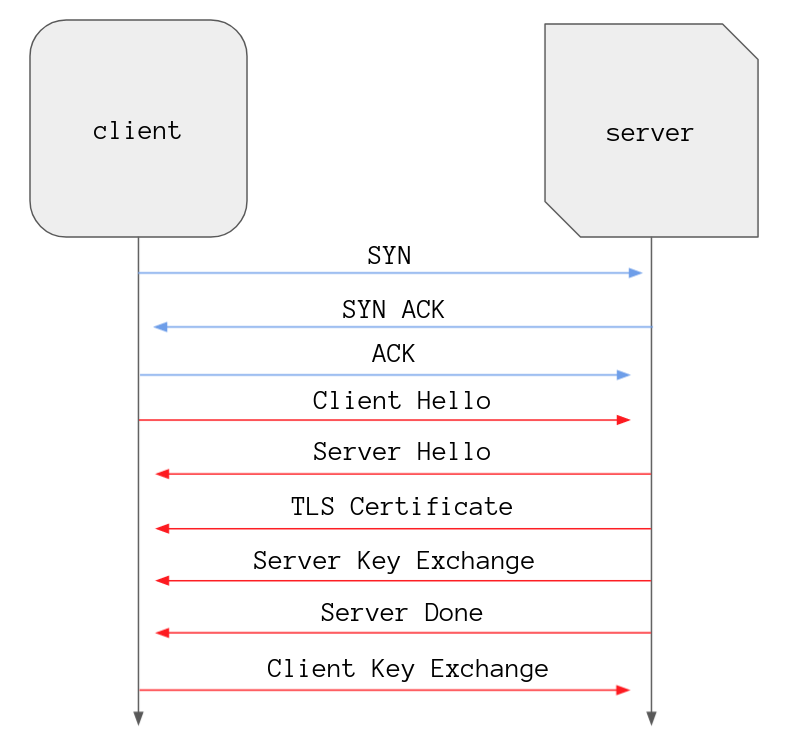 client
server
SYN
SYN ACK
ACK
Client Hello
Server Hello
TLS Certificate
Server Key Exchange
Server Done
Client Key Exchange